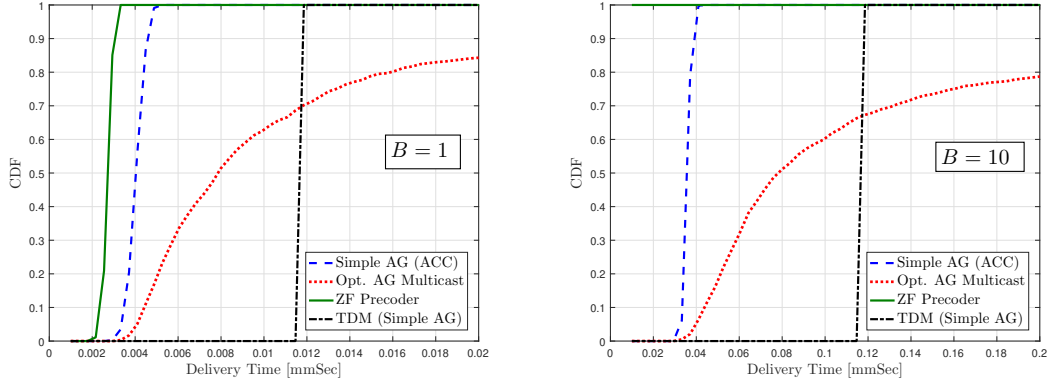 1
0.9
0.8
0.7
0.6
0.5
0.4
0.3
0.2
0.1
0
CDF
0 0.002 0.004 0.006 0.008 0.01 0.012 0.014 0.016 0.018 0.02
Delivery Time [mmSec]
B = 1
Simple AG (ACC)
Opt. AG Multicast
ZF Precoder
TDM (Simple AG)
1
0.9
0.8
0.7
0.6
0.5
0.4
0.3
0.2
0.1
0
CDF
0 0.02 0.04 0.06 0.08 0.1 0.12 0.14 0.16 0.18 0.2
Delivery Time [mmSec]
B = 10
Simple AG (ACC)
Opt. AG Multicast
ZF Precoder
TDM (Simple AG)